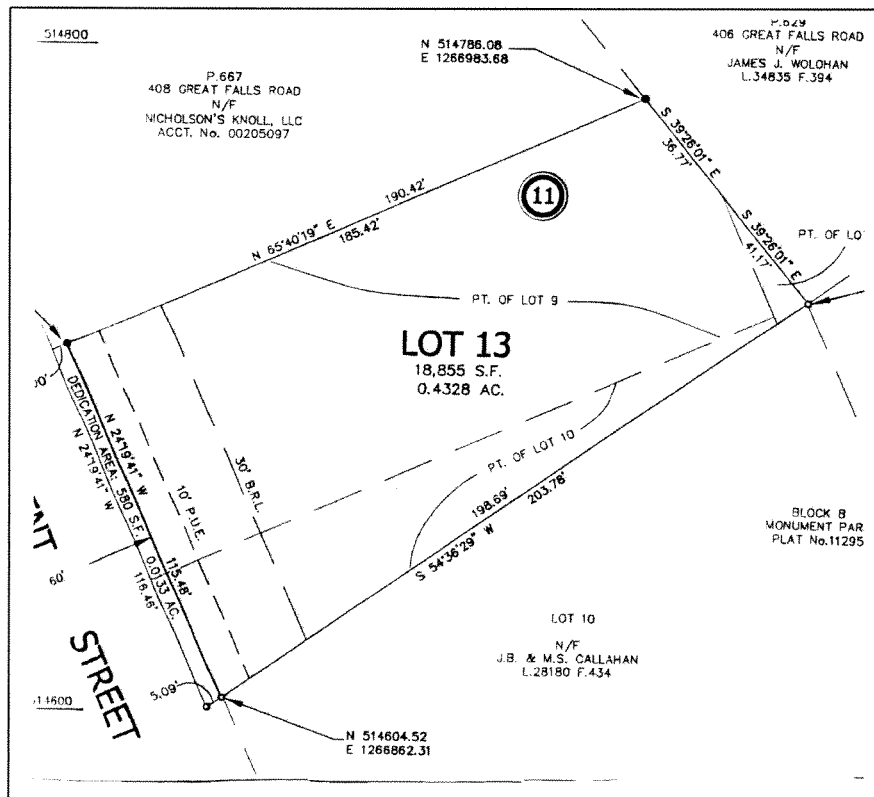 514800
P.667
408 GREAT FALLS ROAD
N/F
NICHOLSON'S KNOLL, LLC
ACCT. No. 00205097
N 514786.08
E 1266983.68
P.629
406 GREAT FALLS ROAD
N/F
JAMES J. WOLOHAN
L.34835 F.394
S 39°26'01" E
36.77'
11
190.42'
N 65°40'19" E
185.42'
S 39°26'01" E
41.17'
PT. OF LO
PT. OF LOT 9
LOT 13
18,855 S.F.
0.4328 AC.
PT. OF LOT 10
N 24°19'41" W
DEDICATION AREA: 580 S.F.
0.0133 AC.
N 24°19'41" W
115.48'
118.46'
10' P.U.E.
30' B.R.L.
198.69'
203.78'
S 54°36'29" W
60'
STREET
5.09'
BLOCK 8
MONUMENT PAR
PLAT No.11295
LOT 10
N/F
J.B. & M.S. CALLAHAN
L.28180 F.434
N 514604.52
E 1266862.31